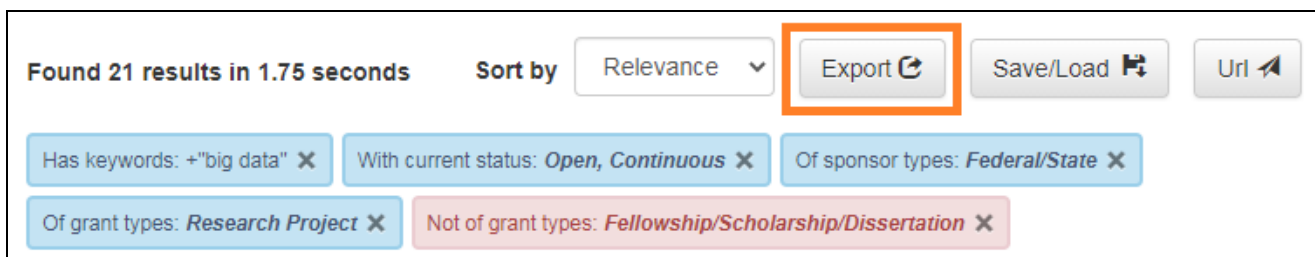 Found 21 results in 1.75 seconds Sort by Relevance Export Save/Load Url
Has keywords: +"big data" With current status: Open, Continuous Of sponsor types: Federal/State
Of grant types: Research Project Not of grant types: Fellowship/Scholarship/Dissertation